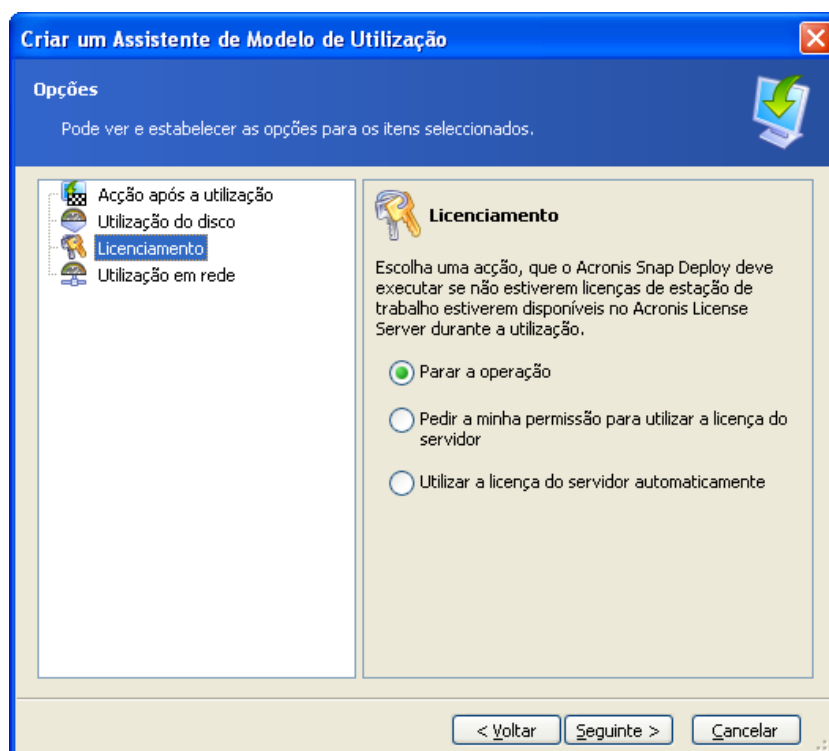 Criar um Assistente de Modelo de Utilização
Opções
Pode ver e estabelecer as opções para os itens seleccionados.
Acção após a utilização
Utilização do disco
Licenciamento
Utilização em rede
Licenciamento
Escolha uma acção, que o Acronis Snap Deploy deve
executar se não estiverem licenças de estação de
trabalho estiverem disponíveis no Acronis License
Server durante a utilização.
Parar a operação
Pedir a minha permissão para utilizar a licença do
servidor
Utilizar a licença do servidor automaticamente
< Voltar
Seguinte >
Cancelar